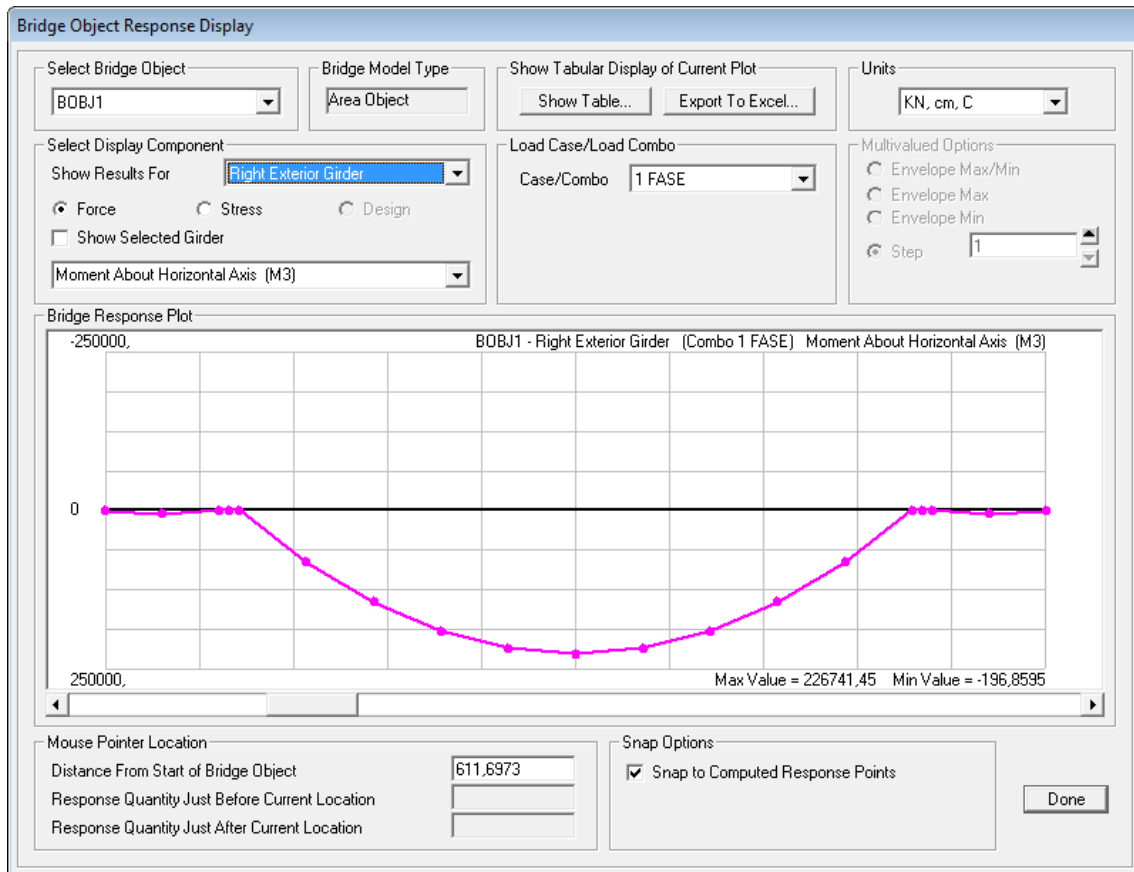 Bridge Object Response Display
Select Bridge Object
BOBJ1
Bridge Model Type
Area Object
Show Tabular Display of Current Plot
Show Table...
Export To Excel...
Units
KN, cm, C
Select Display Component
Show Results For
Right Exterior Girder
Force
Stress
Design
Show Selected Girder
Moment About Horizontal Axis (M3)
Load Case/Load Combo
Case/Combo
1 FASE
Multivalued Options
Envelope Max/Min
Envelope Max
Envelope Min
Step
1
Bridge Response Plot
-250000,
BOBJ1 - Right Exterior Girder (Combo 1 FASE) Moment About Horizontal Axis (M3)
0
250000,
Max Value = 226741,45 Min Value = -196,8595
Mouse Pointer Location
Distance From Start of Bridge Object
611,6973
Response Quantity Just Before Current Location
Response Quantity Just After Current Location
Snap Options
Snap to Computed Response Points
Done